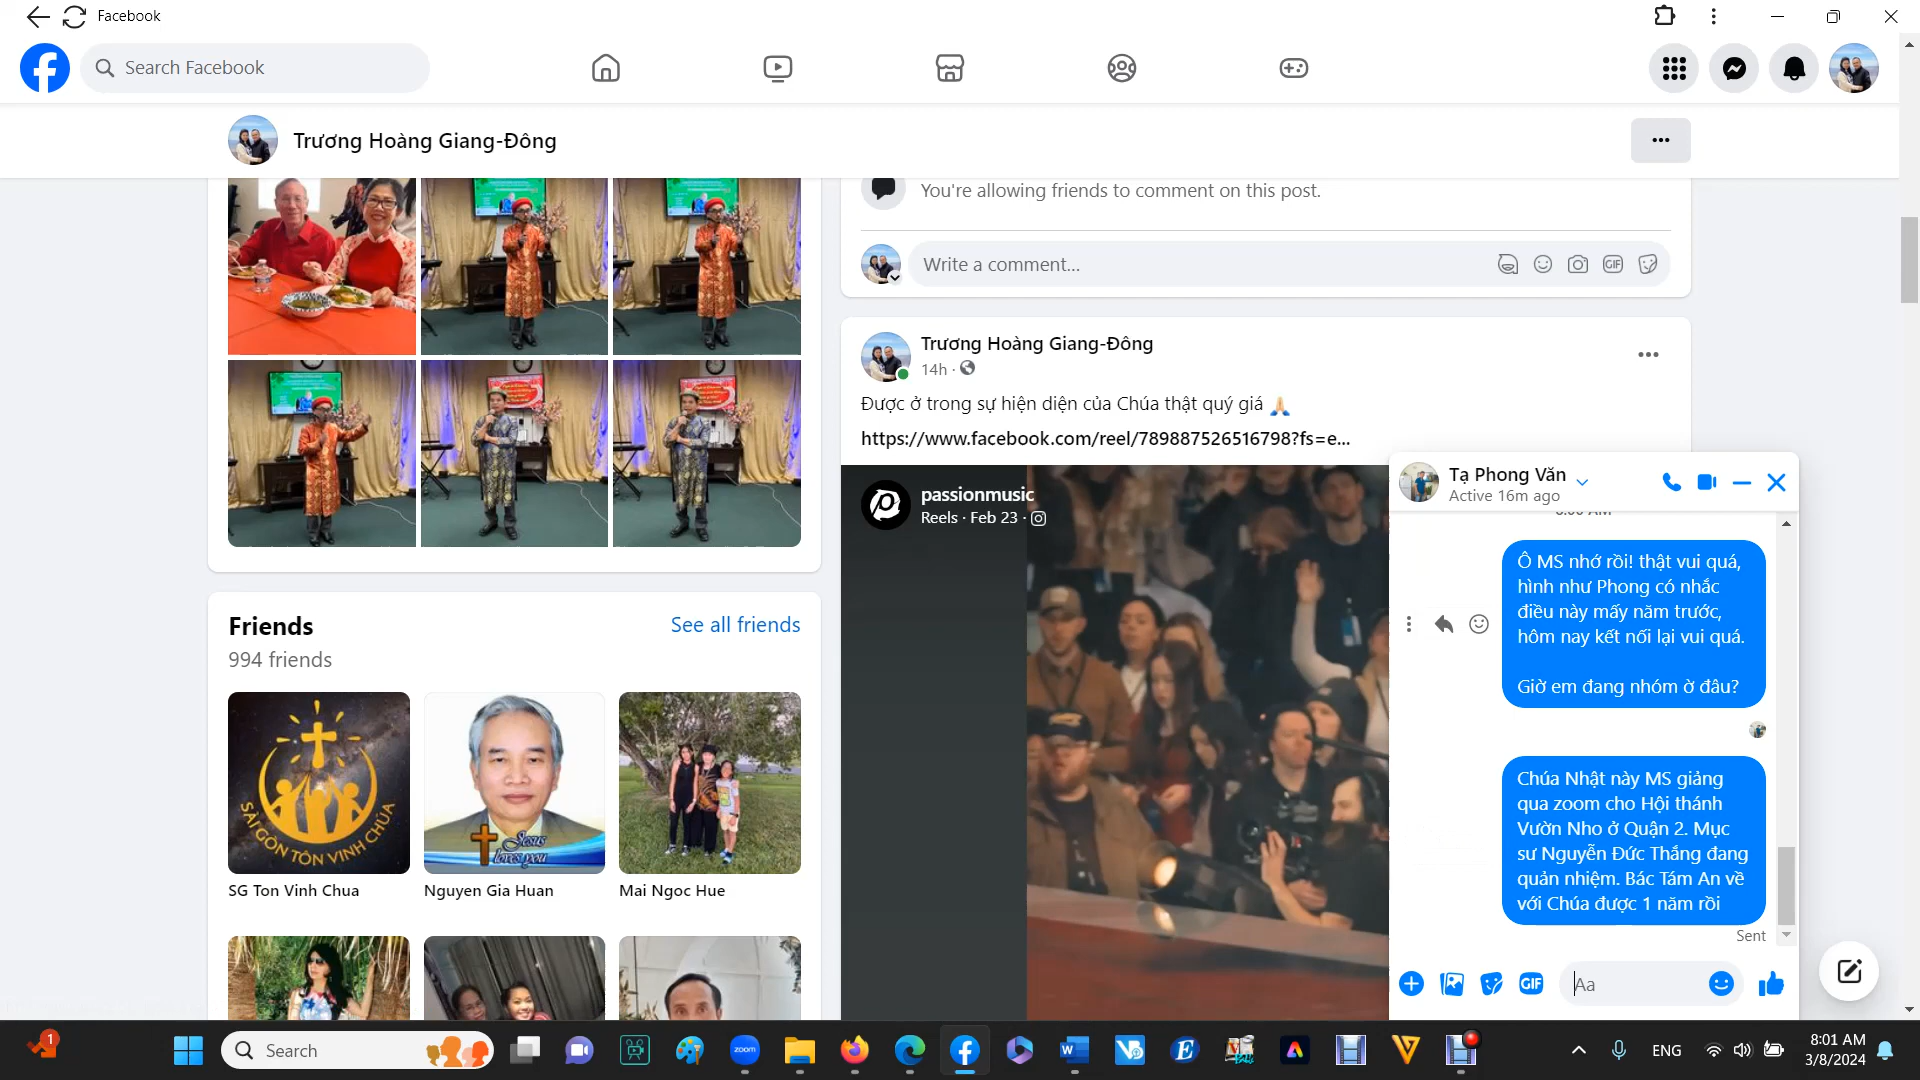 Facebook
Search Facebook
Trương Hoàng Giang-Đông
You're allowing friends to comment on this post.
Write a comment...
GIF
Trương Hoàng Giang-Đông
14h ·
Được ở trong sự hiện diện của Chúa thật quý giá 🙏
https://www.facebook.com/reel/789887526516798?fs=e...
passionmusic
Reels · Feb 23 ·
Friends
See all friends
994 friends
SÀI GÒN TÔN VINH CHÚA
Jesus
loves you
SG Ton Vinh Chua
Nguyen Gia Huan
Mai Ngoc Hue
Tạ Phong Văn
Active 16m ago
Ô MS nhớ rồi! thật vui quá,
hình như Phong có nhắc
điều này mấy năm trước,
hôm nay kết nối lại vui quá.
Giờ em đang nhóm ờ đâu?
Chúa Nhật này MS giảng
qua zoom cho Hội thánh
Vườn Nho ở Quận 2. Mục
sư Nguyễn Đức Thắng đang
quản nhiệm. Bác Tám An về
với Chúa được 1 năm rồi
Sent
GIF
Aa
1
Search
zoom
ENG
8:01 AM
3/8/2024